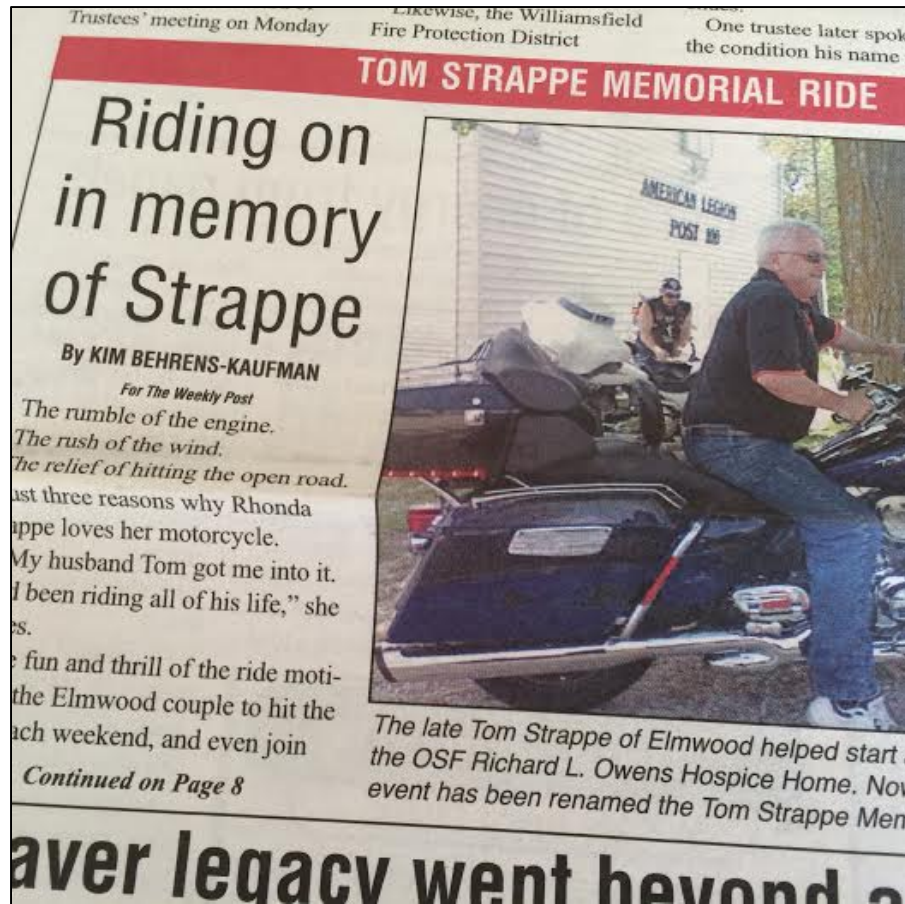 Trustees' meeting on Monday
Likewise, the Williamsfield
Fire Protection District
One trustee later
the condition his name
TOM STRAPPE MEMORIAL RIDE
Riding on
in memory
of Strappe
By KIM BEHRENS-KAUFMAN
For The Weekly Post
The rumble of the engine.
The rush of the wind.
The relief of hitting the open road.
ust three reasons why Rhonda
appe loves her motorcycle.
My husband Tom got me into it.
d been riding all of his life,” she
es.
e fun and thrill of the ride moti-
the Elmwood couple to hit the
ach weekend, and even join
Continued on Page 8
AMERICAN LEGION
POST 100
The late Tom Strappe of Elmwood helped start
the OSF Richard L. Owens Hospice Home. Now
event has been renamed the Tom Strappe Mem
aver legacy went beyond a